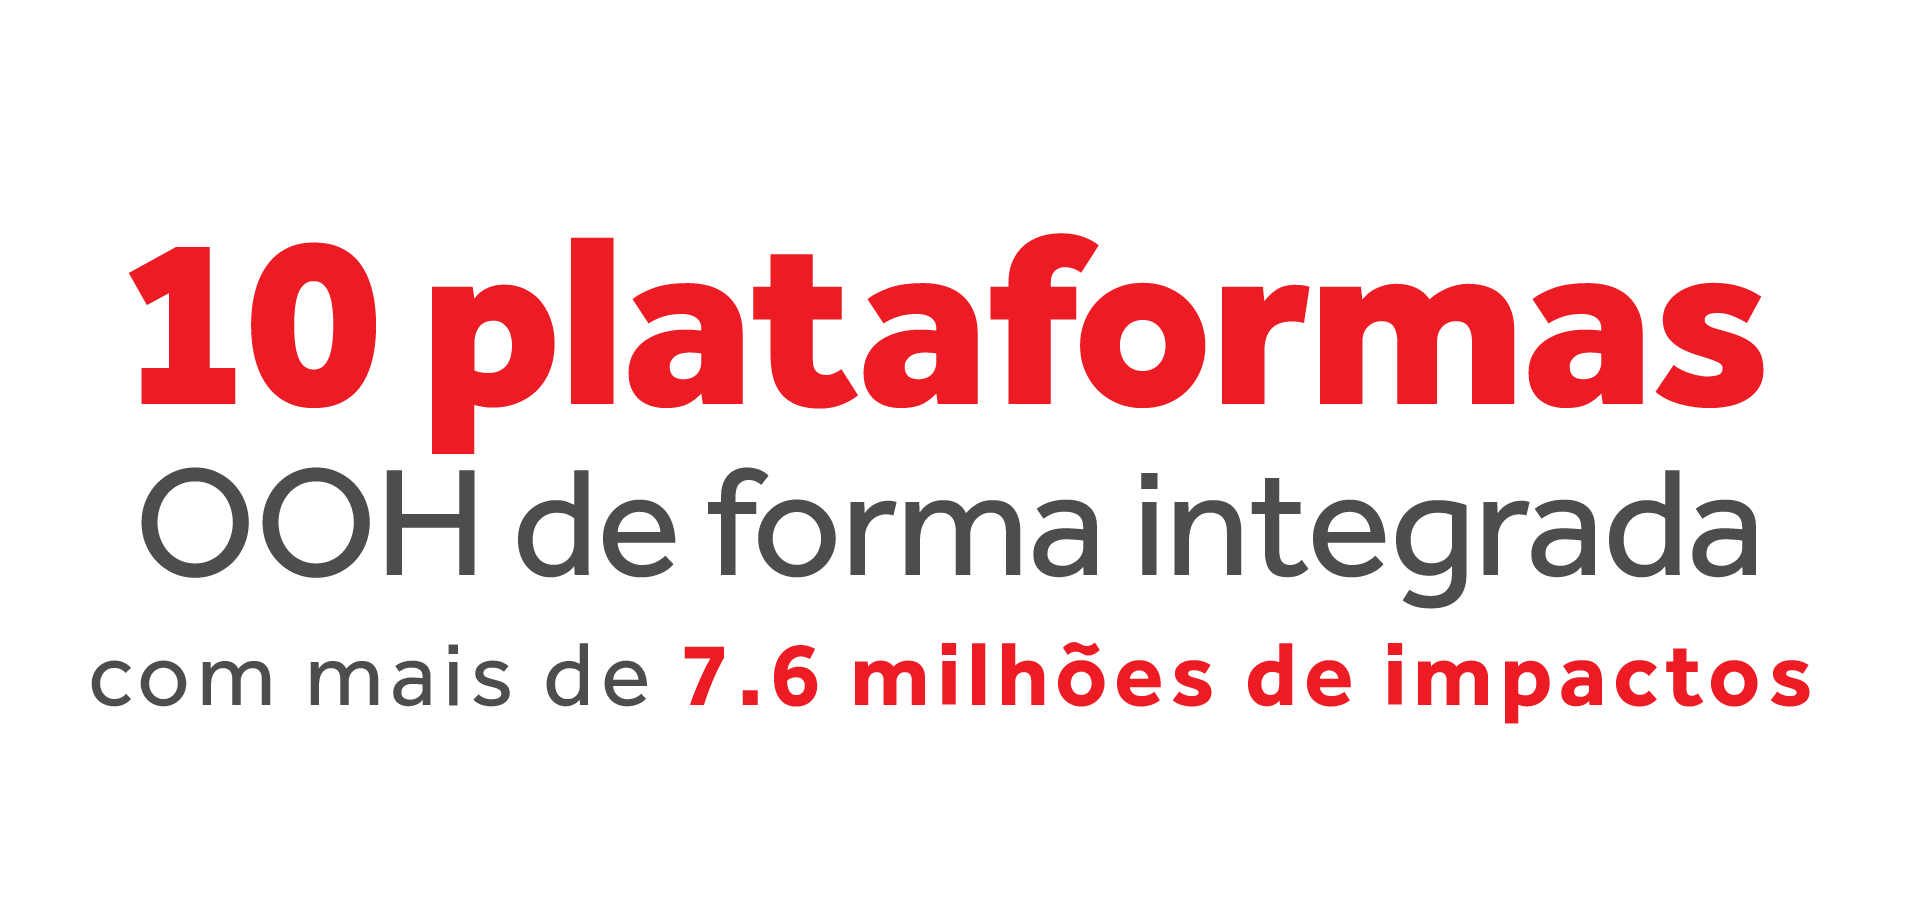 10 plataformas
OOH de forma integrada
com mais de 7.6 milhões de impactos